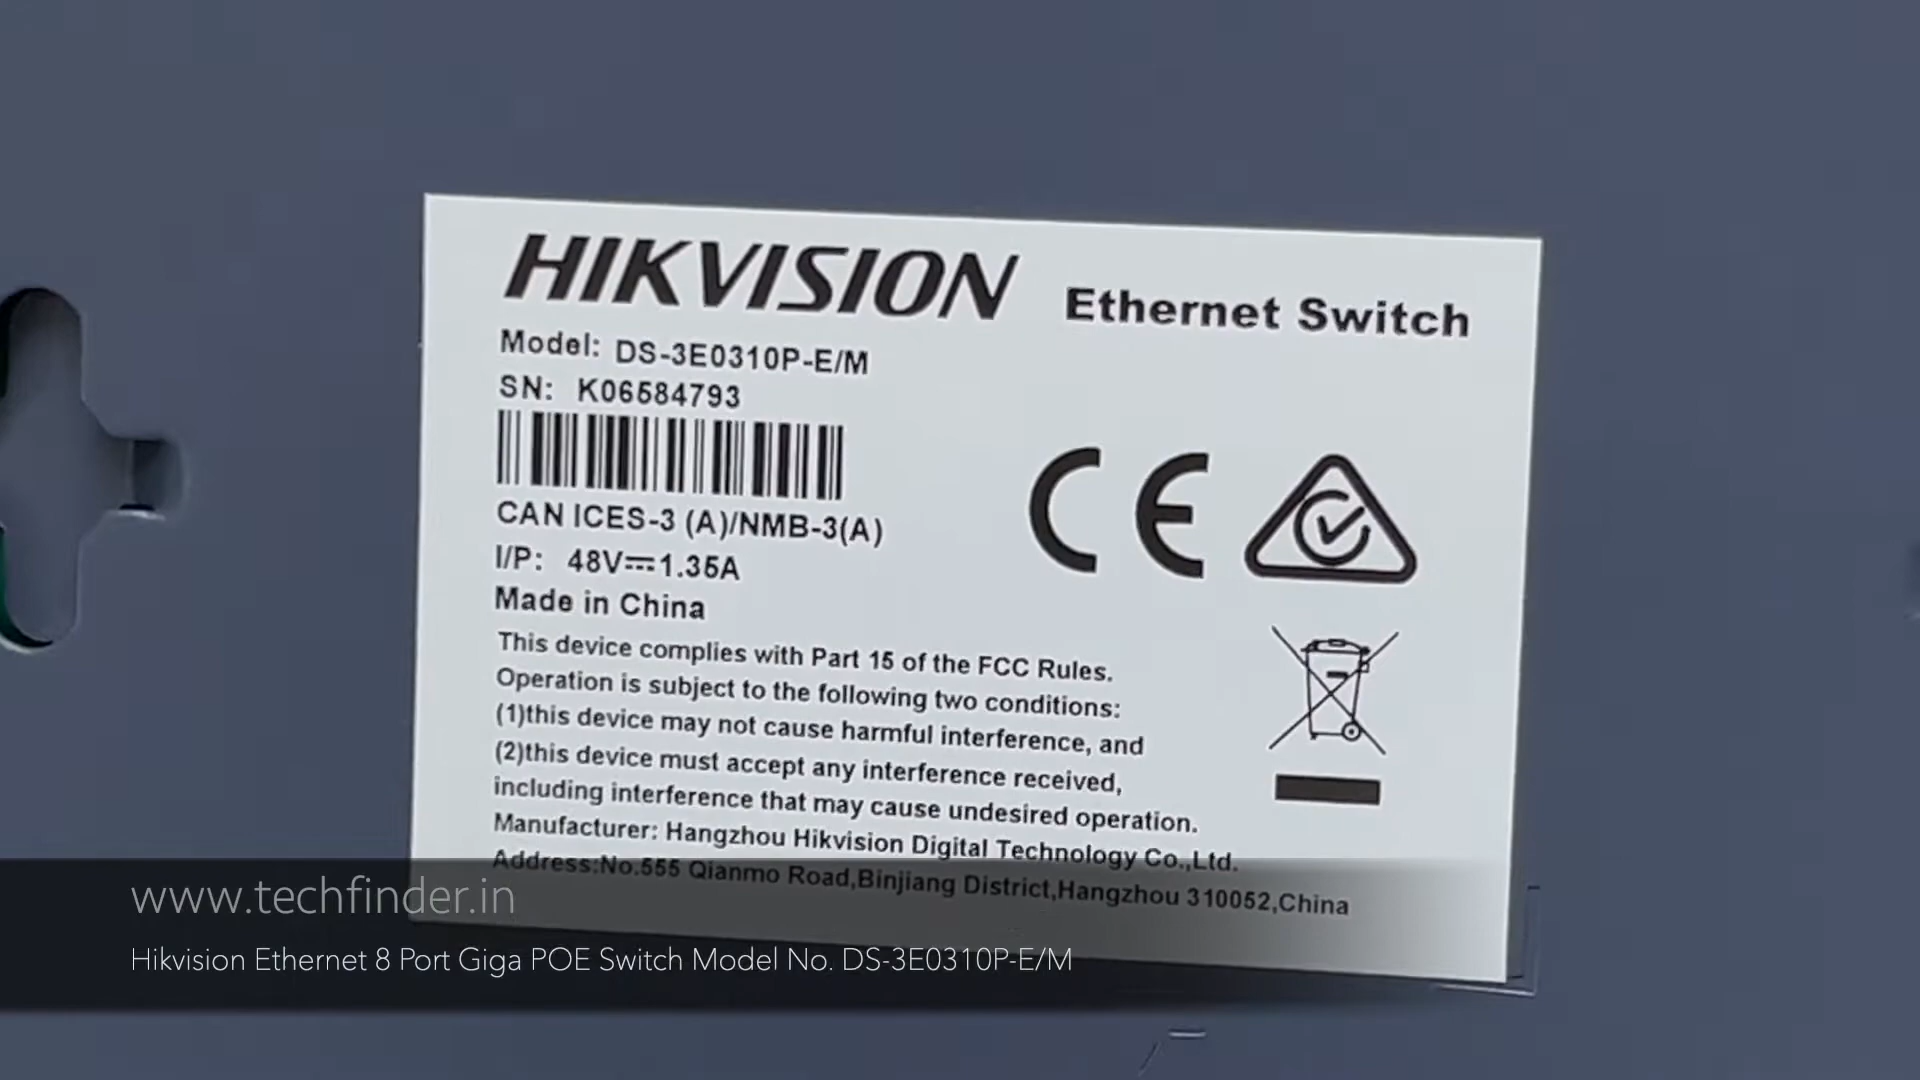 HIKVISION Ethernet Switch
Model: DS-3E0310P-E/M
SN: K06584793
CAN ICES-3 (A)/NMB-3(A)
I/P: 48V⎓1.35A
Made in China
This device complies with Part 15 of the FCC Rules.
Operation is subject to the following two conditions:
(1)this device may not cause harmful interference, and
(2)this device must accept any interference received,
including interference that may cause undesired operation.
Manufacturer: Hangzhou Hikvision Digital Technology Co.,Ltd.
Address:No.555 Qianmo Road,Binjiang District,Hangzhou 310052,China
CE
www.techfinder.in
Hikvision Ethernet 8 Port Giga POE Switch Model No. DS-3E0310P-E/M